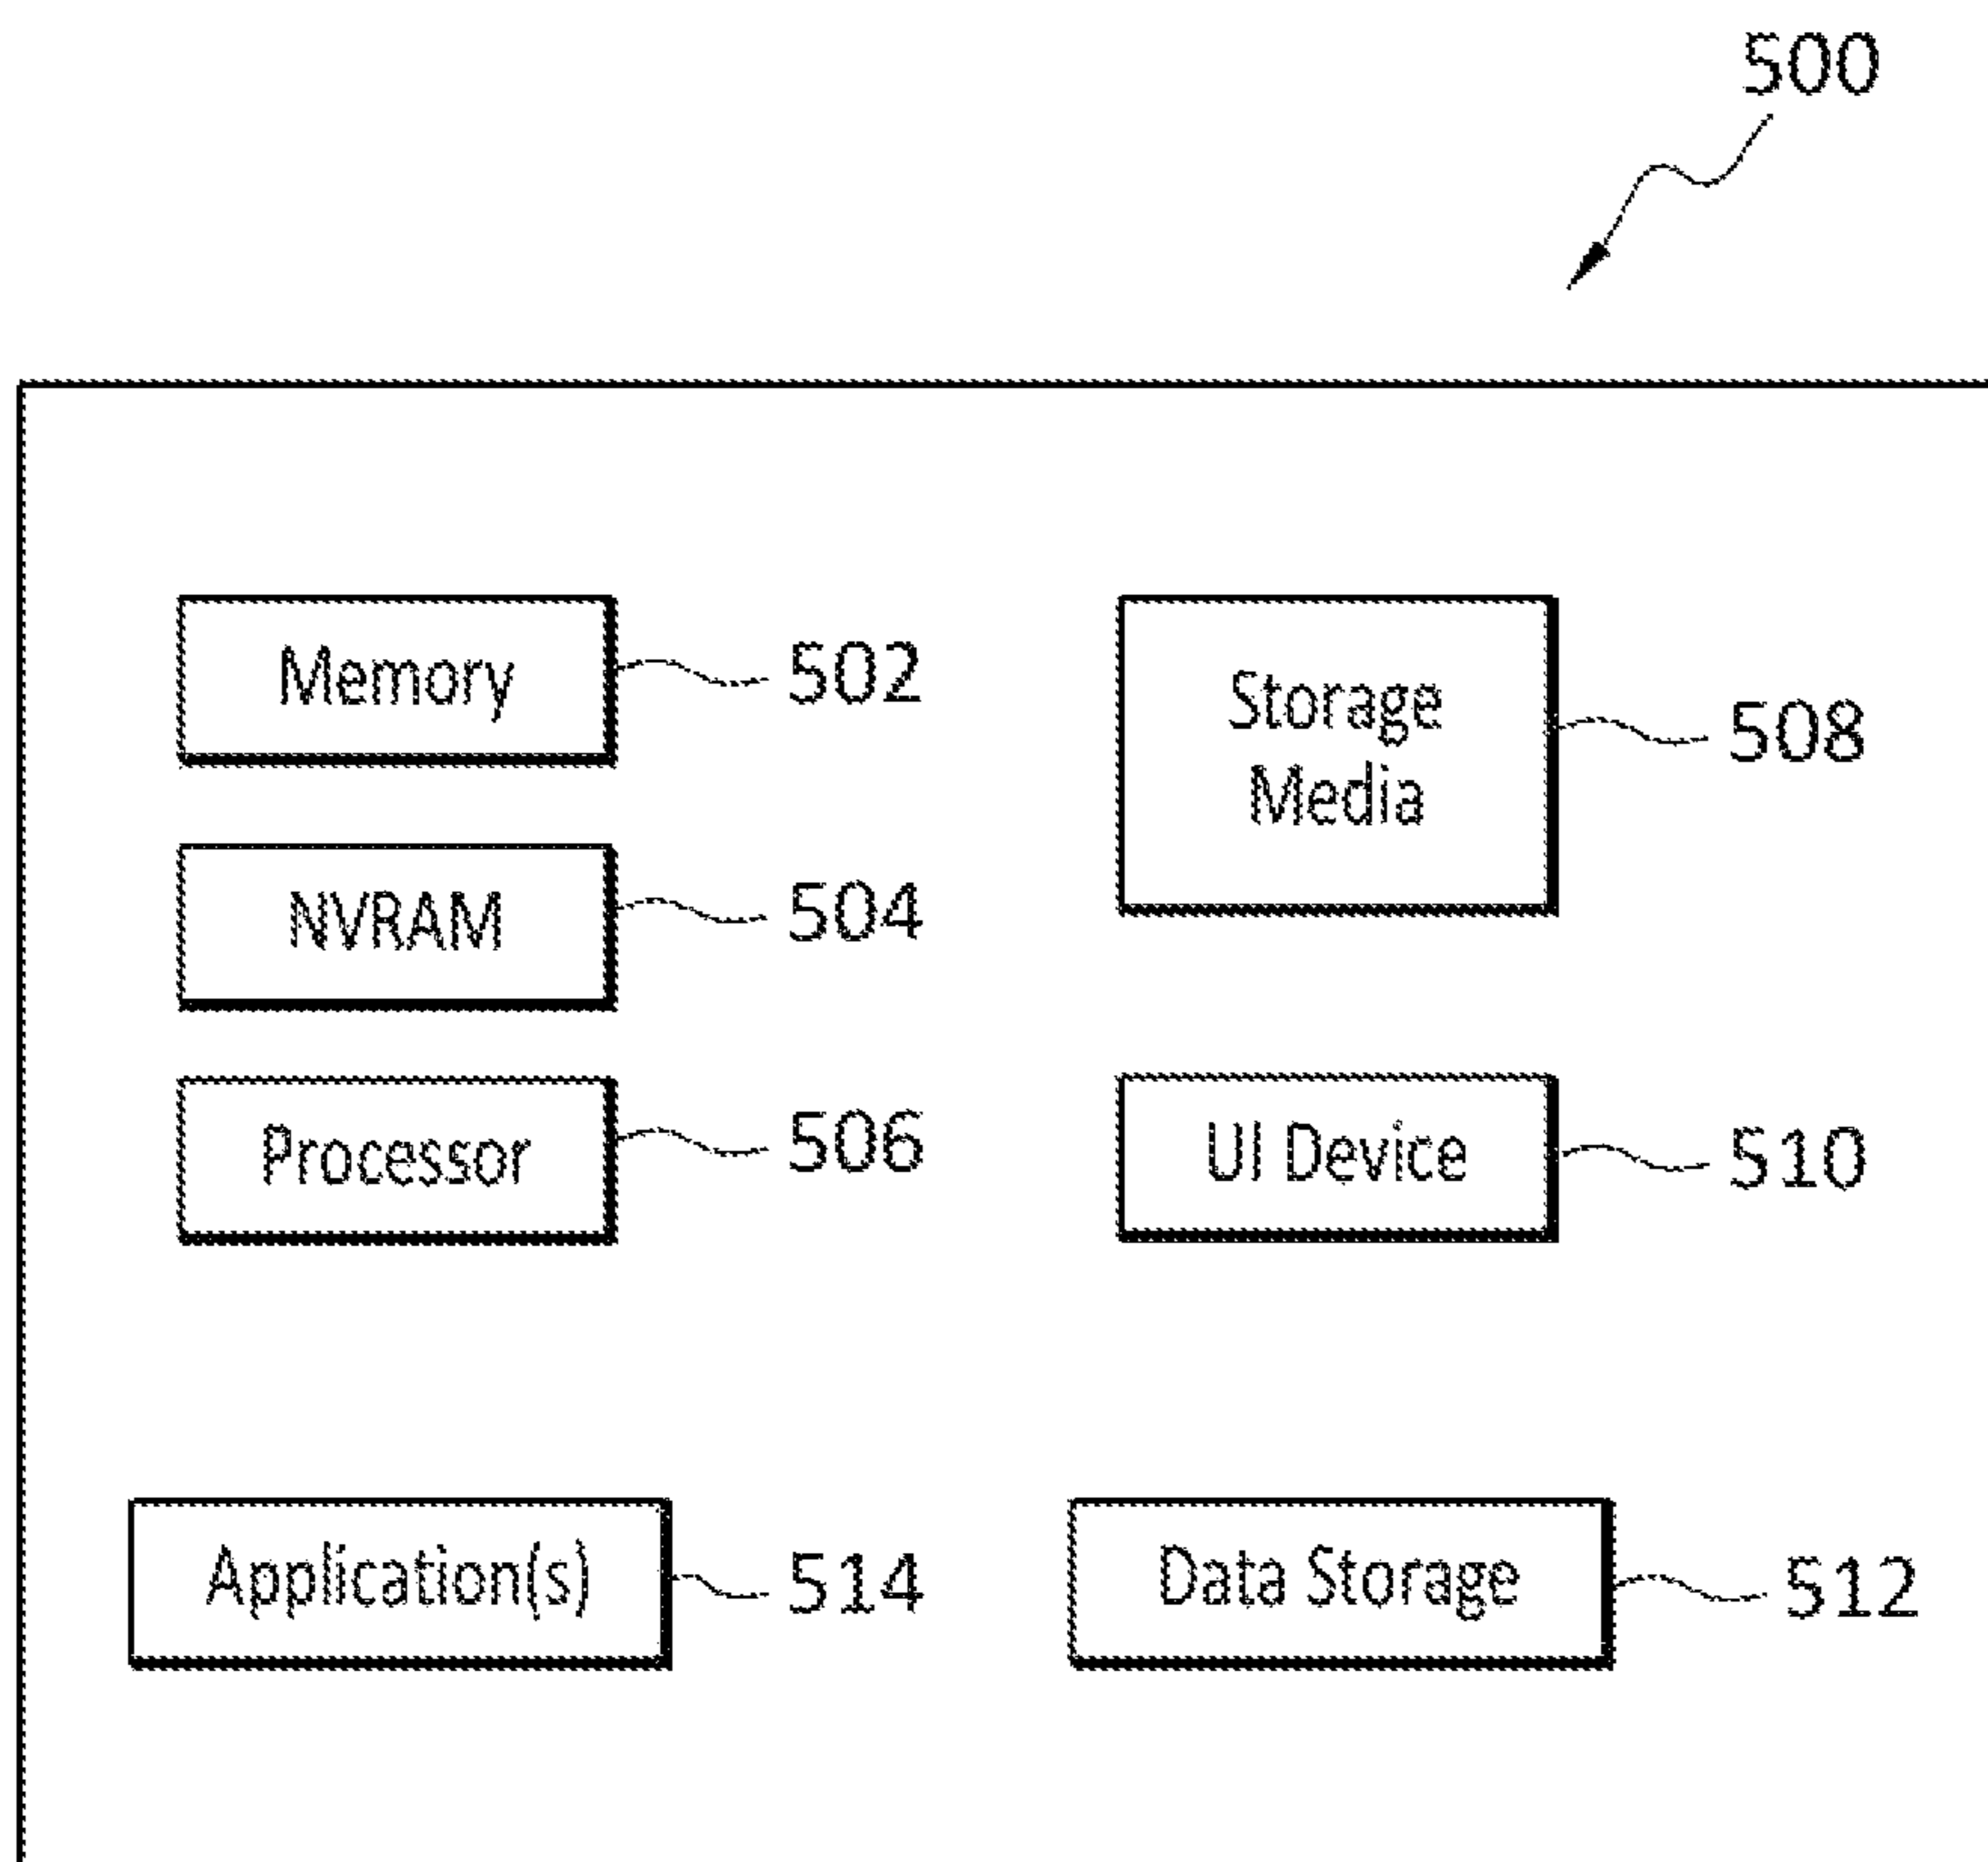 500
Memory
502
Storage
Media
508
NVRAM
504
Processor
506
UI Device
510
Application(s)
514
Data Storage
512